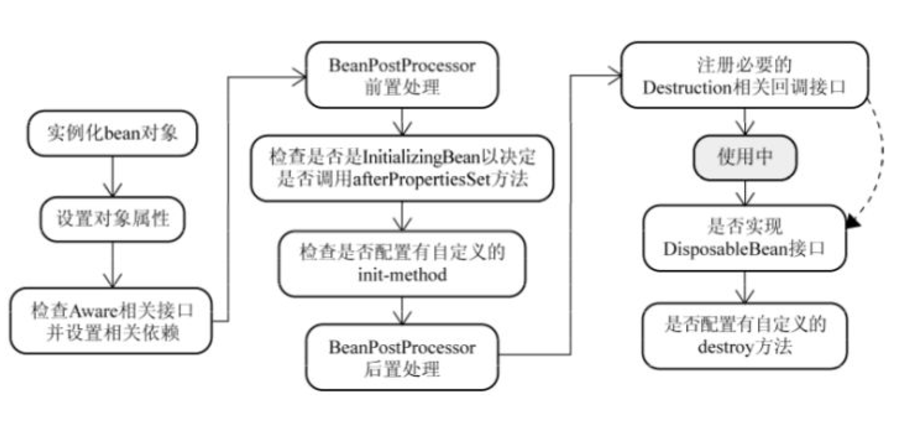 实例化bean对象
设置对象属性
检查Aware相关接口
并设置相关依赖
BeanPostProcessor
前置处理
检查是否是InitializingBean以决定
是否调用afterPropertiesSet方法
检查是否配置有自定义的
init-method
BeanPostProcessor
后置处理
注册必要的
Destruction相关回调接口
使用中
是否实现
DisposableBean接口
是否配置有自定义的
destroy方法